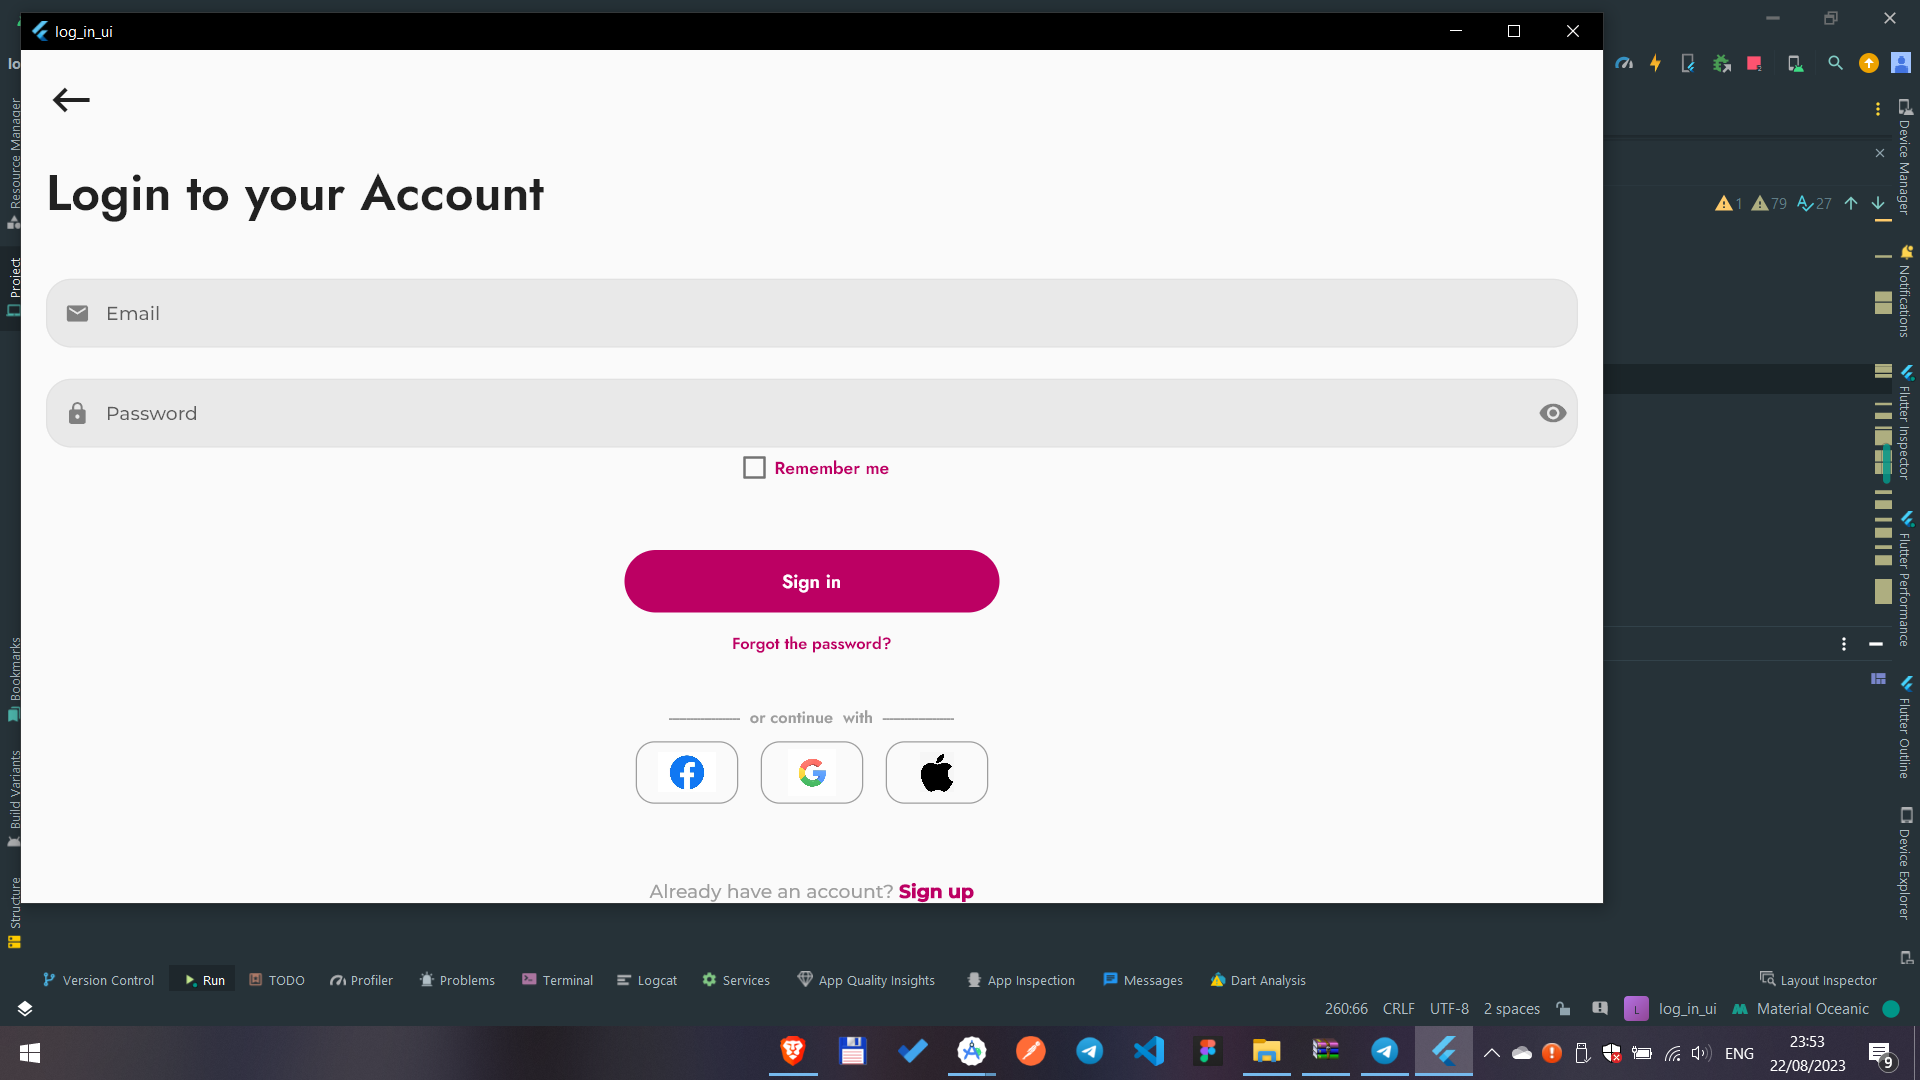 log_in_ui
lo
Login to your Account
Email
Password
Remember me
Sign in
Forgot the password?
or continue  with
Already have an account? Sign up
Resource Manager
Project
Bookmarks
Build Variants
Structure
1
79
27
Device Manager
Notifications
Flutter Inspector
Flutter Performance
Flutter Outline
Device Explorer
Version Control
Run
TODO
Profiler
Problems
Terminal
Logcat
Services
App Quality Insights
App Inspection
Messages
Dart Analysis
Layout Inspector
260:66
CRLF
UTF-8
2 spaces
L
log_in_ui
Material Oceanic
ENG
23:53
22/08/2023
9